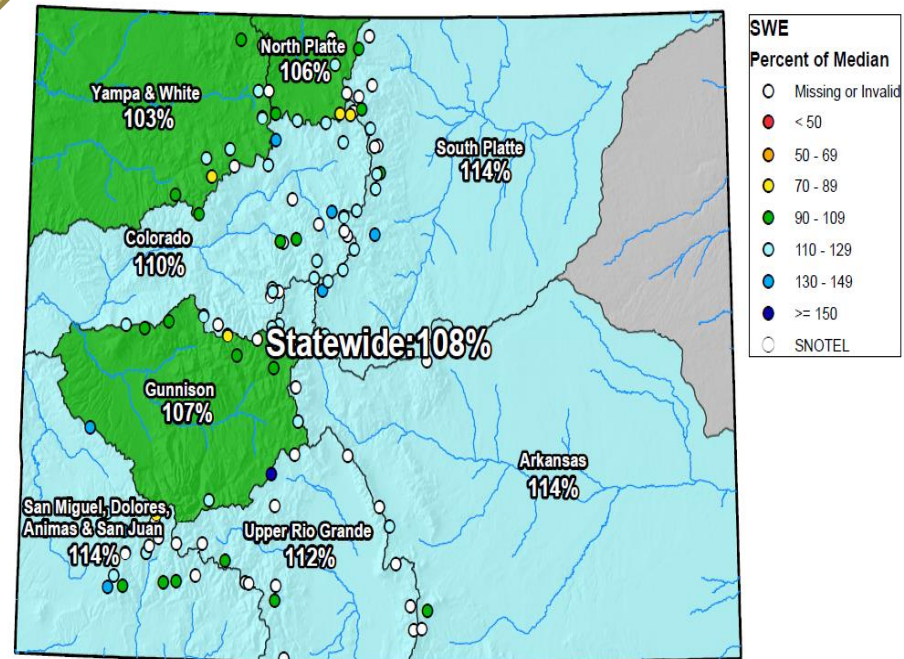 North Platte
106%
Yampa & White
103%
South Platte
114%
Colorado
110%
Statewide:108%
Gunnison
107%
Arkansas
114%
San Miguel, Dolores,
Animas & San Juan
114%
Upper Rio Grande
112%
SWE
Percent of Median
Missing or Invalid
< 50
50 - 69
70 - 89
90 - 109
110 - 129
130 - 149
>= 150
SNOTEL